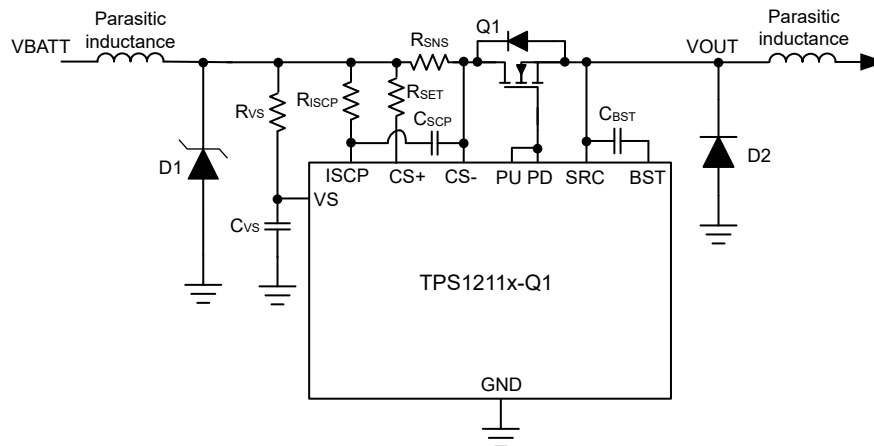 Parasitic
inductance
VBATT
Q1
RSNS
VOUT
Parasitic
inductance
RVS
RISCP
RSET
CSCP
CBST
D1
D2
ISCP
CS+
CS-
PU
PD
SRC
BST
VS
CVS
TPS1211x-Q1
GND